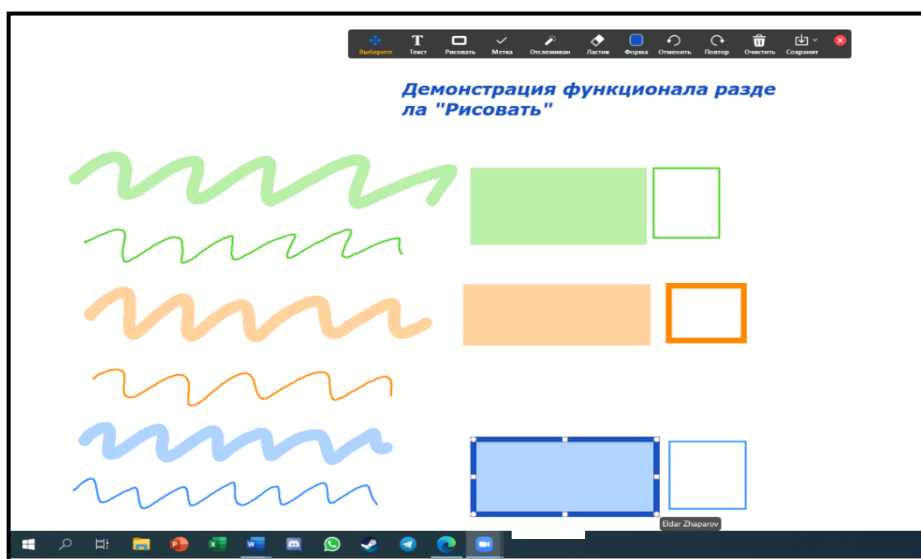 Выберите Текст Рисовать Метка Отслеживан Ластик Форма Отменить Повтор Очистить Сохранит
Демонстрация функционала разде
ла "Рисовать"
Eldar Zhaparov